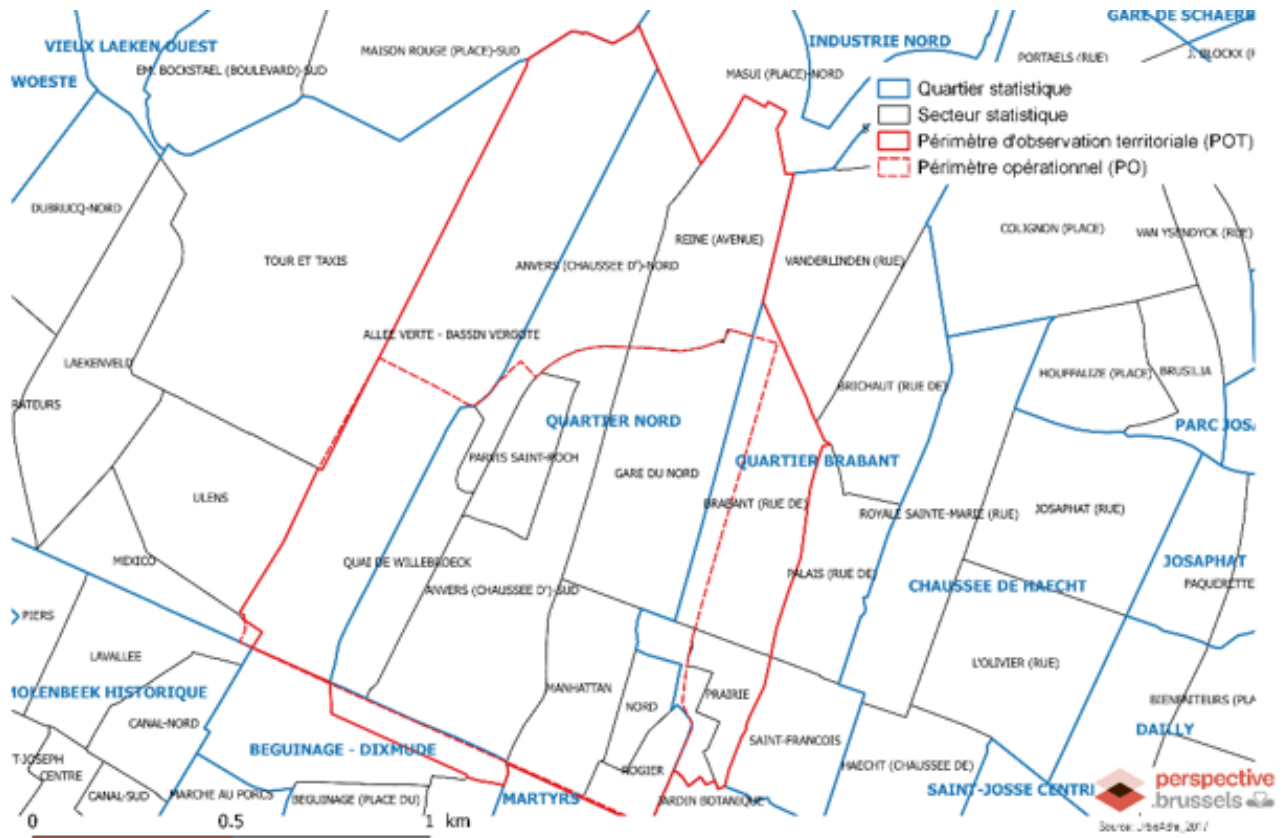 GARE DE SCHAERB
VIEUX LAEKEN OUEST
MAISON ROUGE (PLACE)-SUD
INDUSTRIE NORD
PORTAELS (RUE)
J. BLOCKX (R
EM. BOCKSTAEL (BOULEVARD)-SUD
WOESTE
MASUI (PLACE)-NORD
Quartier statistique
Secteur statistique
Périmètre d'observation territoriale (POT)
Périmètre opérationnel (PO)
DUBRUCQ-NORD
REINE (AVENUE)
COLIGNON (PLACE)
VAN YSENDYCK (RUE)
TOUR ET TAXIS
ANVERS (CHAUSSEE D')-NORD
VANDERLINDEN (RUE)
ALLEE VERTE - BASSIN VERGOTE
LAEKENVELD
BRICHAUT (RUE DE)
HOUFFALIZE (PLACE)
BRUSILIA
RATEURS
QUARTIER NORD
PARC JOSA
PARVIS SAINT-ROCH
GARE DU NORD
QUARTIER BRABANT
ULENS
BRABANT (RUE DE)
ROYALE SAINTE-MARIE (RUE)
JOSAPHAT (RUE)
MEXICO
QUAI DE WILLEBROECK
PALAIS (RUE DE)
JOSAPHAT
ANVERS (CHAUSSEE D')-SUD
CHAUSSEE DE HAECHT
PAQUERETTE
PIERS
LAVALLEE
L'OLIVIER (RUE)
MOLENBEEK HISTORIQUE
MANHATTAN
PRAIRIE
NORD
BIENFAITEURS (PLA
CANAL-NORD
DAILLY
BEGUINAGE - DIXMUDE
SAINT-FRANCOIS
T-JOSEPH
CENTRE
ROGIER
HAECHT (CHAUSSEE DE)
perspective
CANAL-SUD
MARCHE AU PORCS
BEGUINAGE (PLACE DU)
MARTYRS
JARDIN BOTANIQUE
SAINT-JOSSE CENTRE
.brussels
0 0.5 1 km